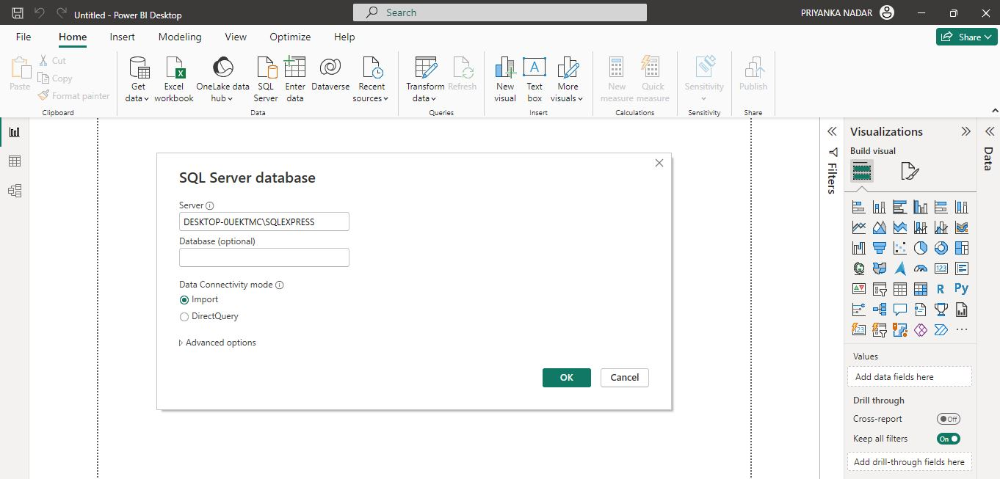 Untitled - Power BI Desktop
Search
PRIYANKA NADAR
File Home Insert Modeling View Optimize Help
Share
Paste
Cut
Copy
Format painter
Clipboard
Get data
Excel workbook
OneLake data hub
SQL Server
Enter data
Dataverse
Recent sources
Data
Transform data
Refresh
Queries
New visual
Text box
More visuals
Insert
New measure
Quick measure
Calculations
Sensitivity
Sensitivity
Publish
Share
SQL Server database
Server
DESKTOP-0UEKTMC\SQLEXPRESS
Database (optional)
Data Connectivity mode
Import
DirectQuery
Advanced options
OK
Cancel
Filters
Visualizations
Build visual
123
R
Py
123
Values
Add data fields here
Drill through
Cross-report
Off
Keep all filters
On
Add drill-through fields here
Data